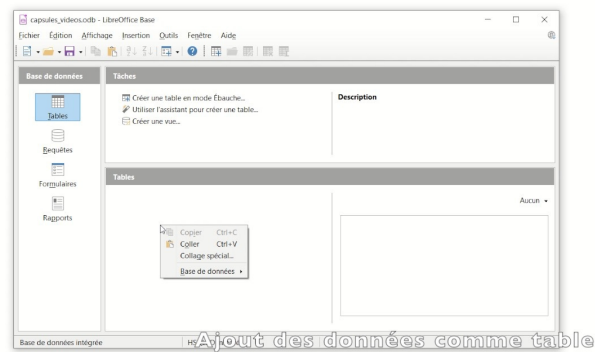 capsules_videos.odb - LibreOffice Base
Fichier Édition Affichage Insertion Outils Fenêtre Aide
Base de données
Tâches
Tables
Requêtes
Formulaires
Rapports
Créer une table en mode Ébauche...
Utiliser l'assistant pour créer une table...
Créer une vue...
Description
Tables
Aucun
Copier Ctrl+C
Coller Ctrl+V
Collage spécial...
Base de données
Base de données intégrée
Ajout des données comme table